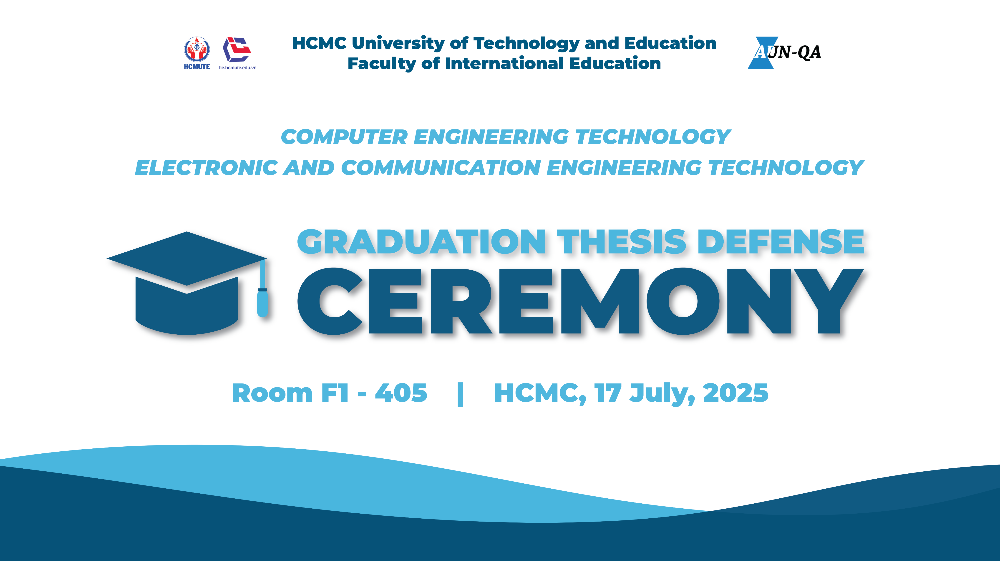 HCMC University of Technology and Education
Faculty of International Education
HCMUTE
fie.hcmute.edu.vn
AUN-QA
COMPUTER ENGINEERING TECHNOLOGY
ELECTRONIC AND COMMUNICATION ENGINEERING TECHNOLOGY
GRADUATION THESIS DEFENSE
CEREMONY
Room F1 - 405 | HCMC, 17 July, 2025